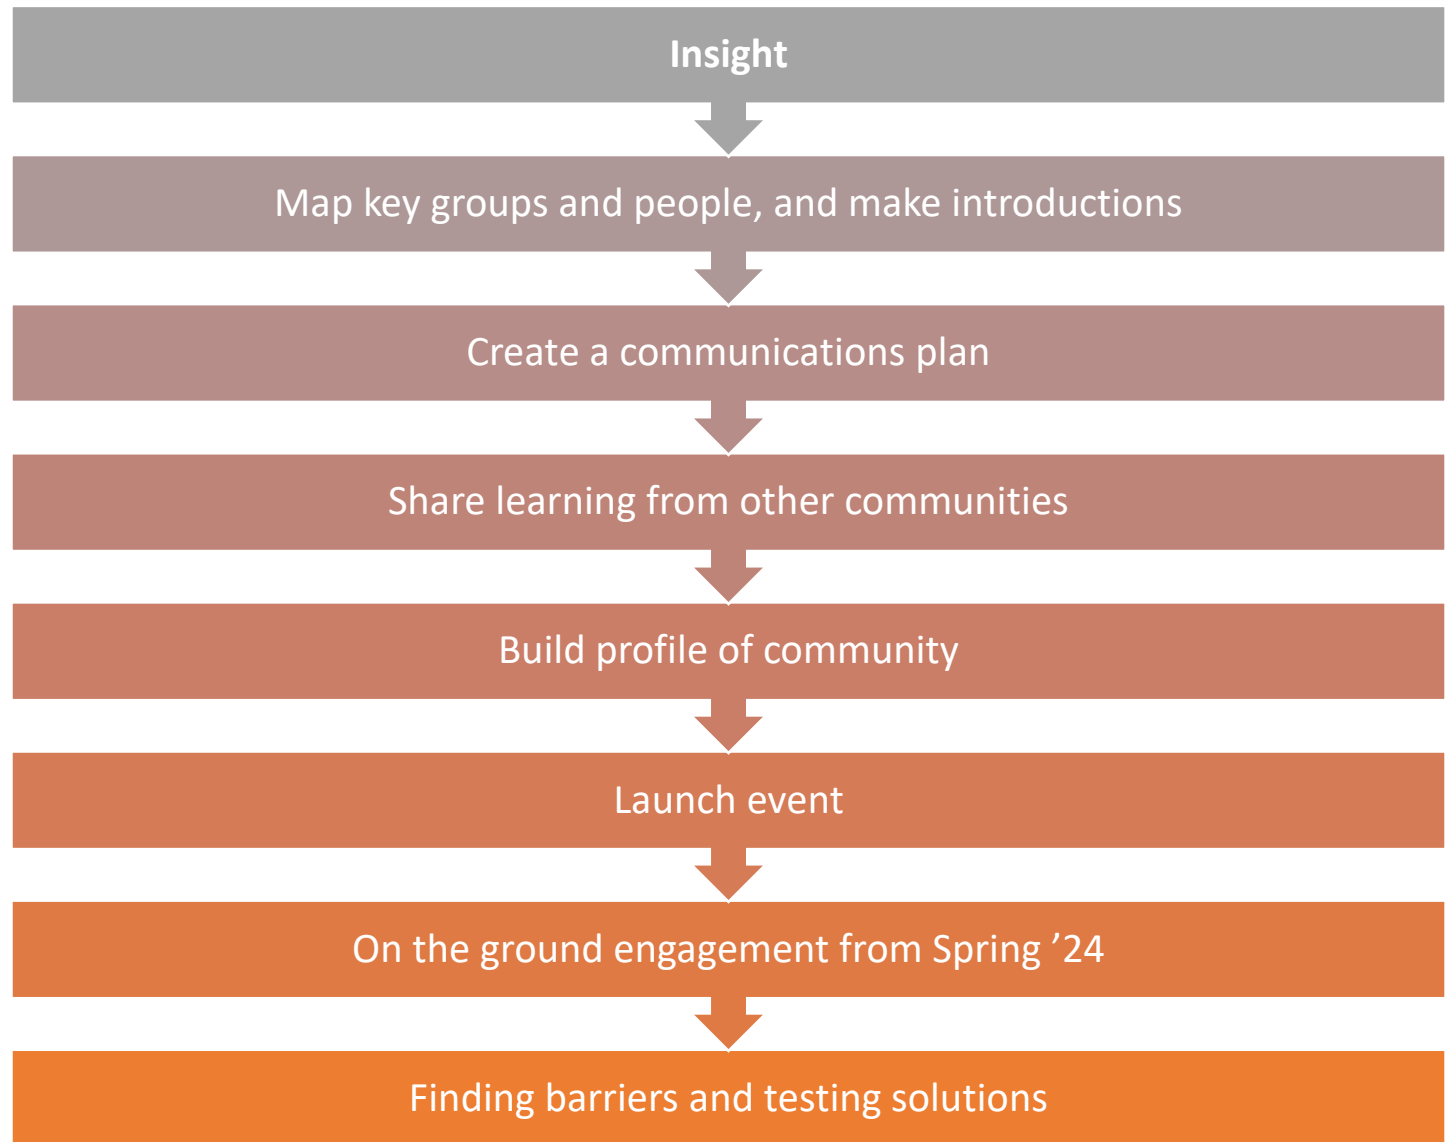 Insight
Map key groups and people, and make introductions
Create a communications plan
Share learning from other communities
Build profile of community
Launch event
On the ground engagement from Spring ’24
Finding barriers and testing solutions